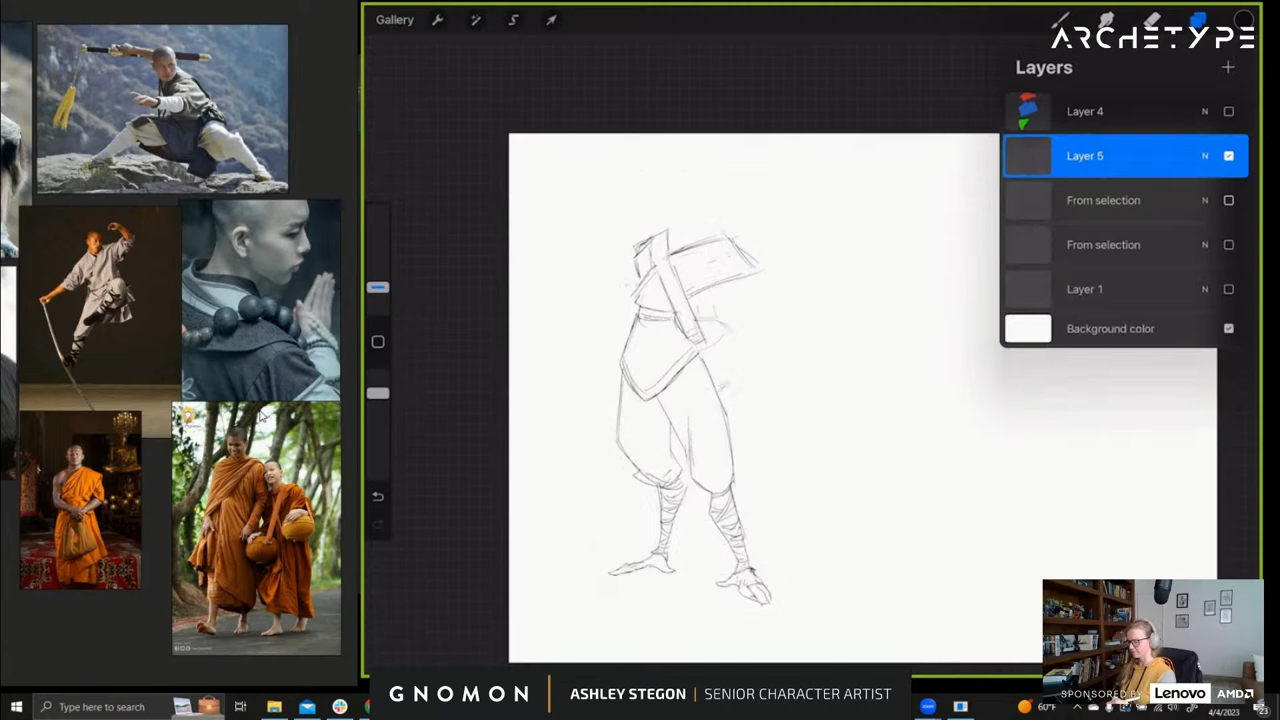 Gallery
ARCHETYPE
Layers
Layer 4 N
Layer 5 N
From selection N
From selection N
Layer 1 N
Background color
SPONSORED BY Lenovo AMD
GNOMON ASHLEY STEGON | SENIOR CHARACTER ARTIST
Type here to search
60°F
4/4/2023
23